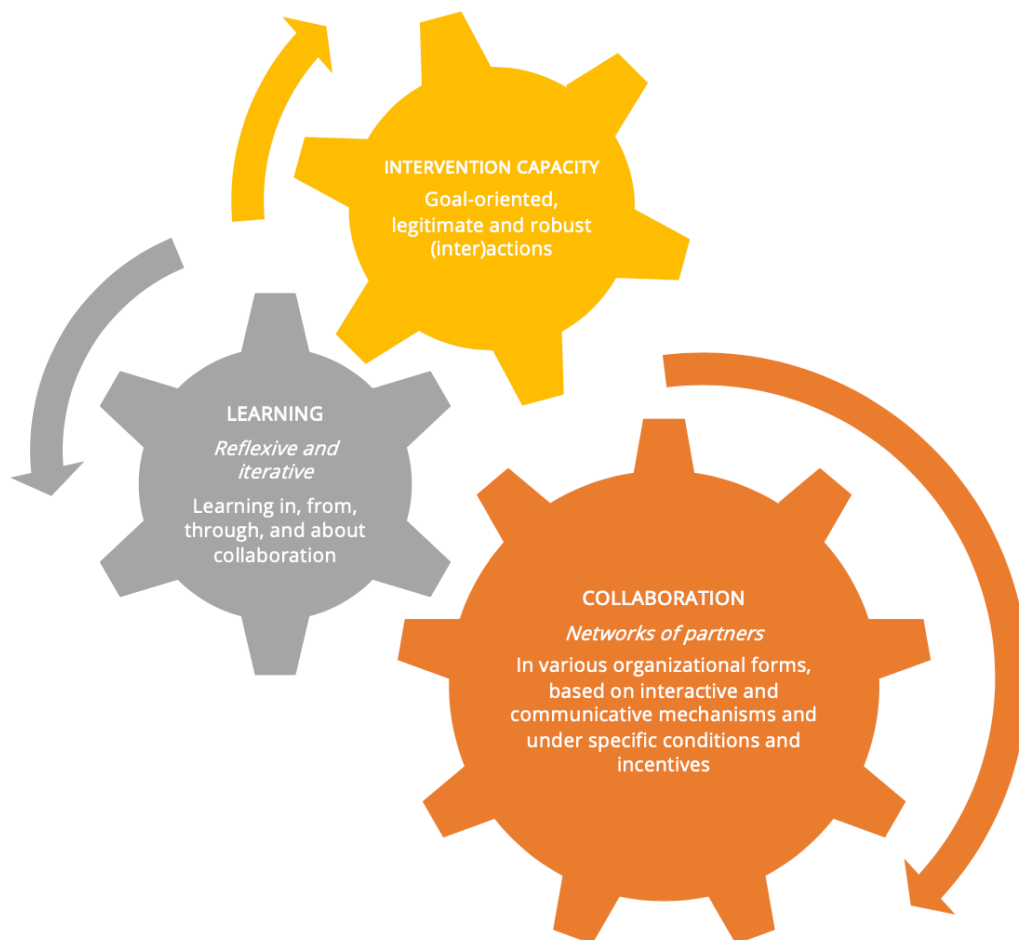 INTERVENTION CAPACITY
Goal-oriented,
legitimate and robust
(inter)actions
LEARNING
Reflexive and
iterative
Learning in, from,
through, and about
collaboration
COLLABORATION
Networks of partners
In various organizational forms,
based on interactive and
communicative mechanisms and
under specific conditions and
incentives